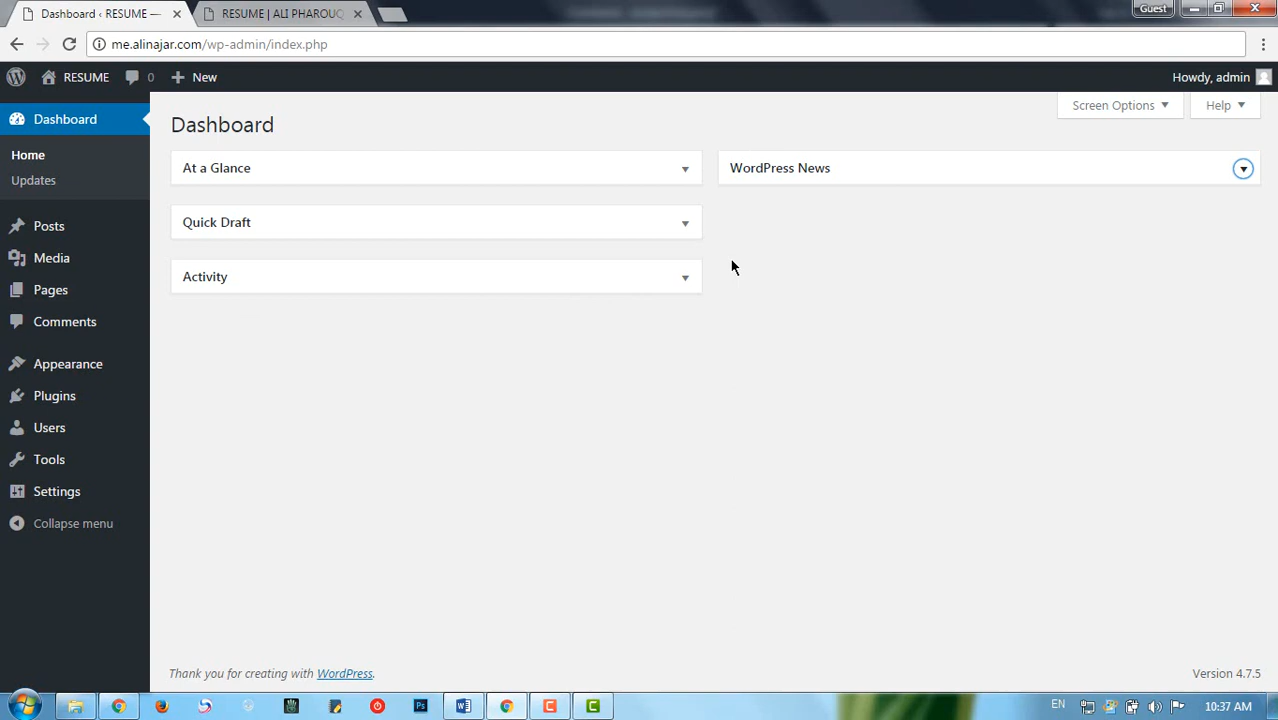 Dashboard ‹ RESUME —
RESUME | ALI PHAROUQ
Guest
me.alinajar.com/wp-admin/index.php
RESUME
0
New
Howdy, admin
Dashboard
Screen Options
Help
Dashboard
Home
Updates
Posts
Media
Pages
Comments
Appearance
Plugins
Users
Tools
Settings
Collapse menu
At a Glance
WordPress News
Quick Draft
Activity
Thank you for creating with WordPress.
Version 4.7.5
Ps
EN
10:37 AM